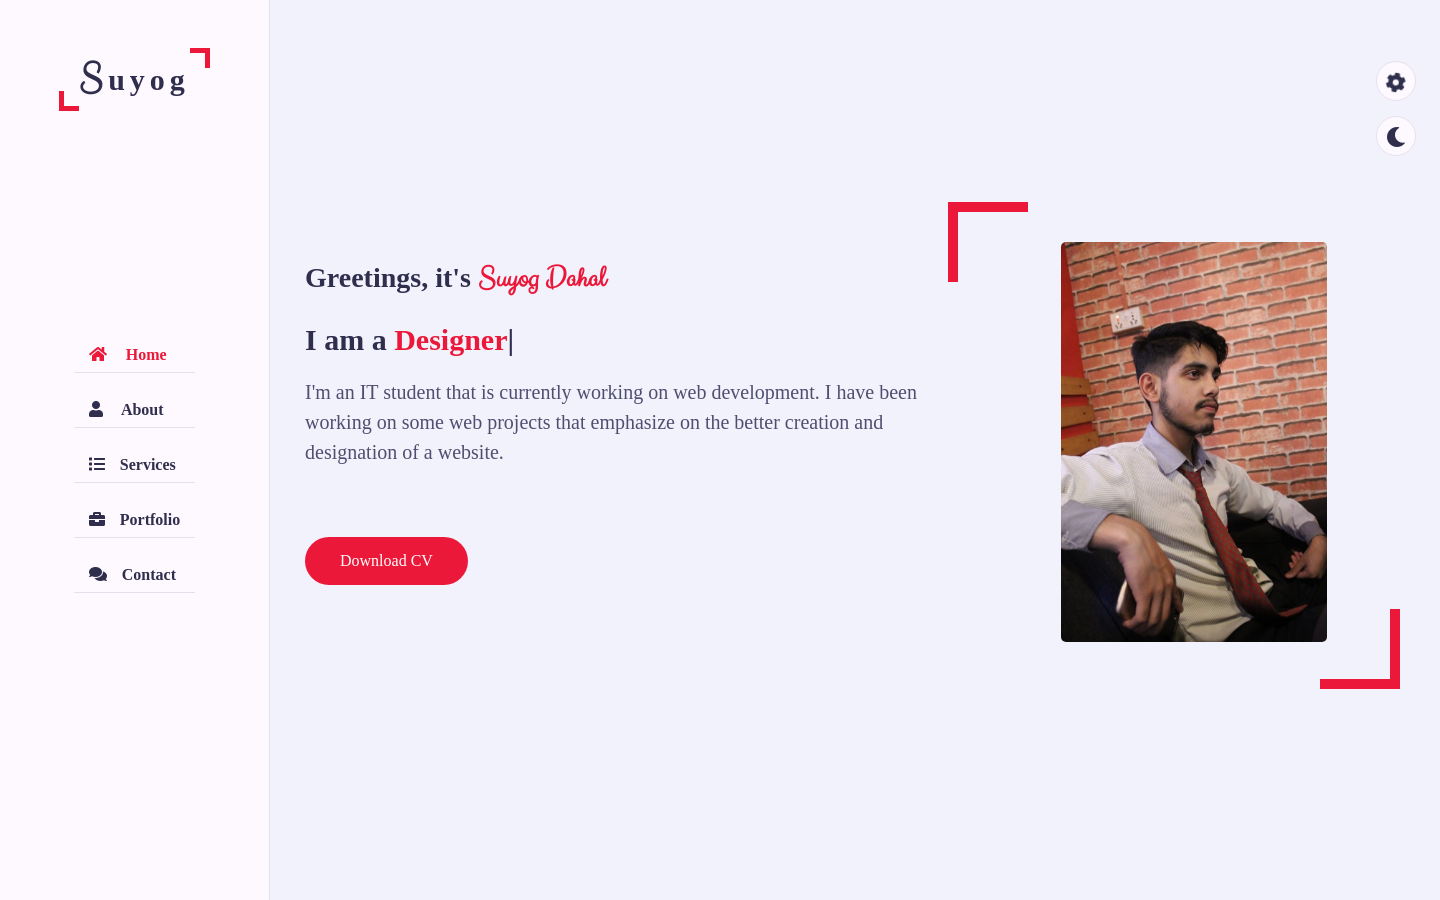 Suyog
Home
About
Services
Portfolio
Contact
Greetings, it's Suyog Dahal
I am a Designer|
I'm an IT student that is currently working on web development. I have been
working on some web projects that emphasize on the better creation and
designation of a website.
Download CV